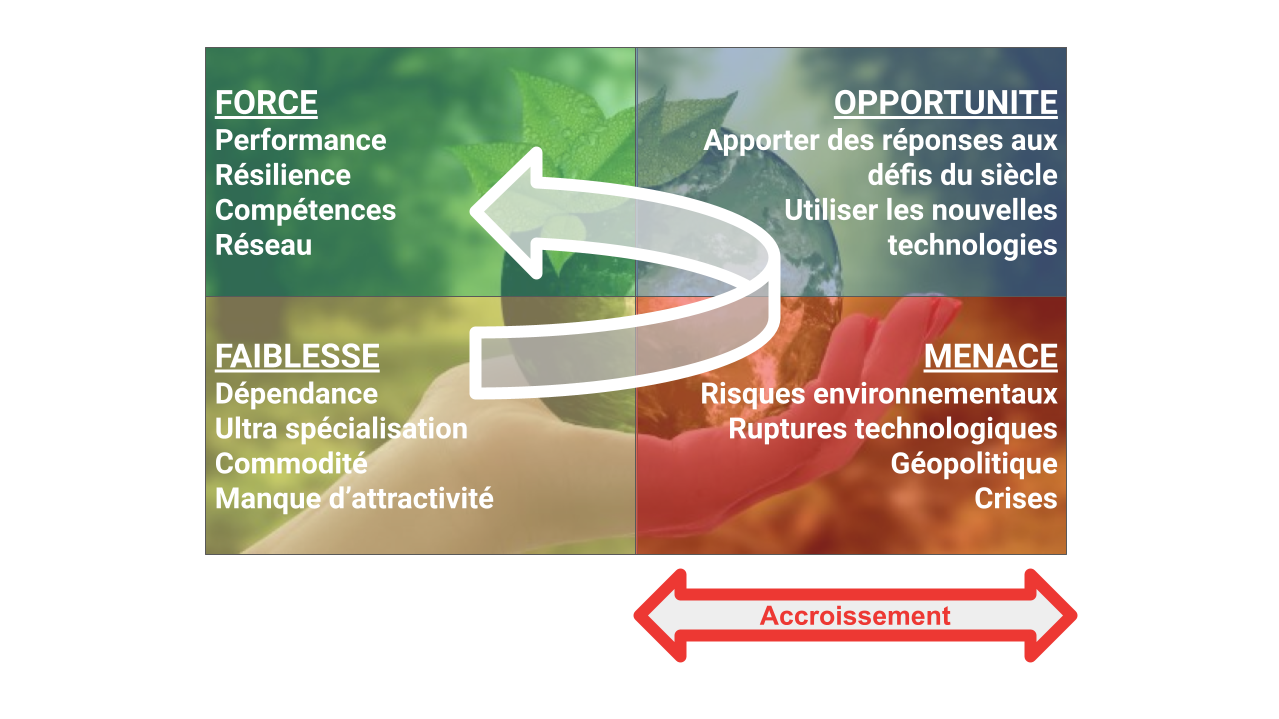 FORCE
Performance
Résilience
Compétences
Réseau
OPPORTUNITE
Apporter des réponses aux
défis du siècle
Utiliser les nouvelles
technologies
FAIBLESSE
Dépendance
Ultra spécialisation
Commodité
Manque d’attractivité
MENACE
Risques environnementaux
Ruptures technologiques
Géopolitique
Crises
Accroissement